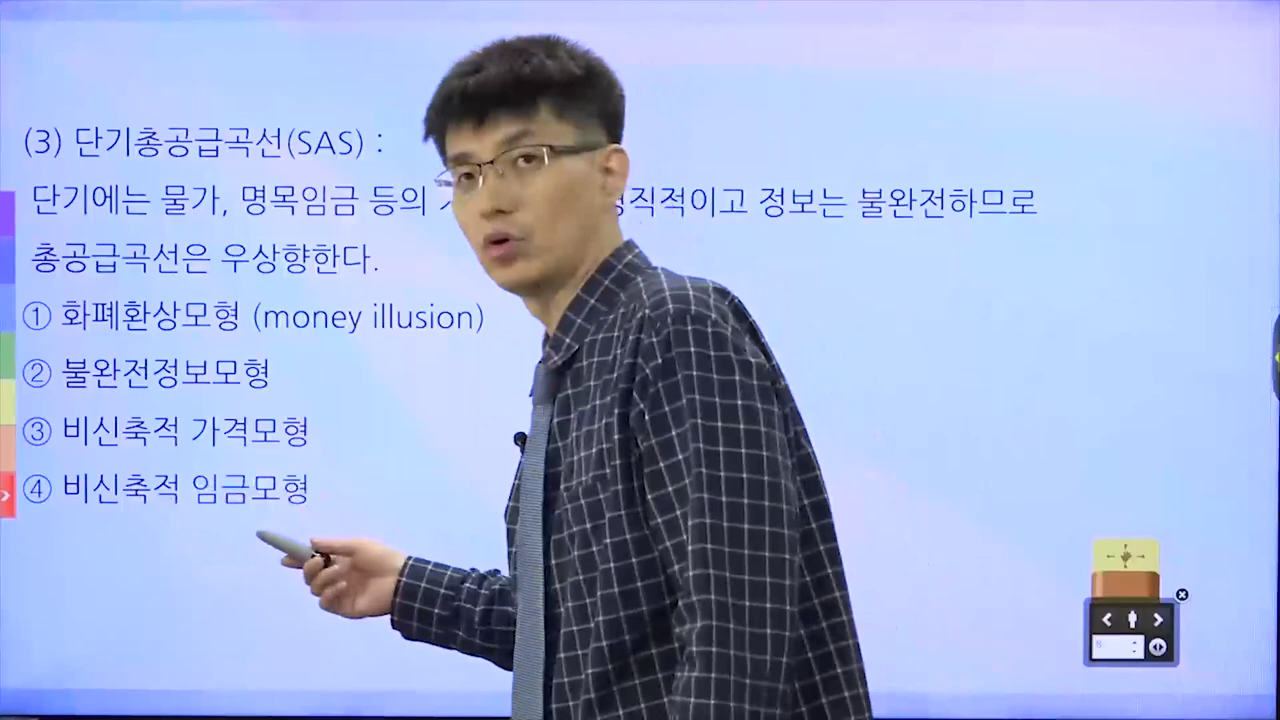 (3) 단기총공급곡선(SAS) :
단기에는 물가, 명목임금 등의 직적이고 정보는 불완전하므로
총공급곡선은 우상향한다.
① 화폐환상모형 (money illusion)
② 불완전정보모형
③ 비신축적 가격모형
④ 비신축적 임금모형